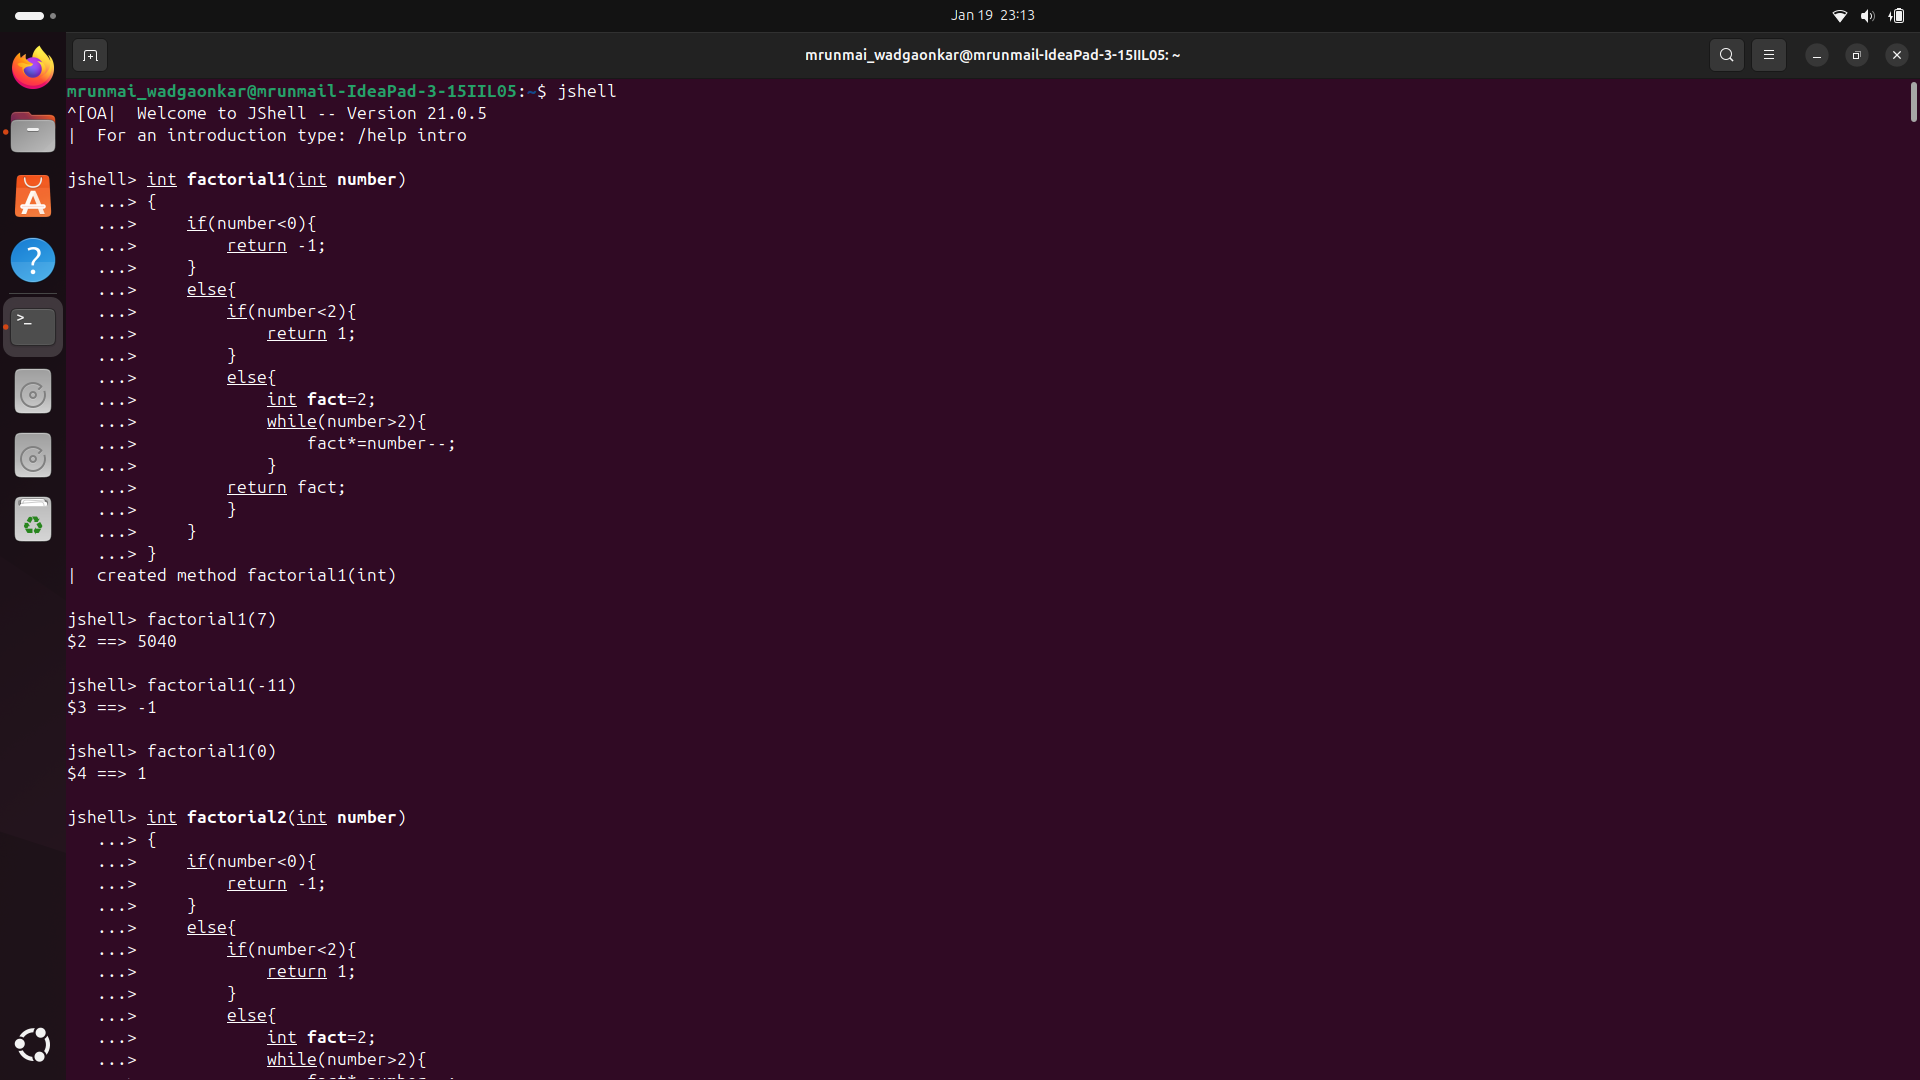 Jan 19 23:13
mrunmai_wadgaonkar@mrunmail-IdeaPad-3-15IIL05: ~
mrunmai_wadgaonkar@mrunmail-IdeaPad-3-15IIL05:~$ jshell
^[OA|  Welcome to JShell -- Version 21.0.5
|  For an introduction type: /help intro
jshell> int factorial1(int number)
   ...> {
   ...>     if(number<0){
   ...>         return -1;
   ...>     }
   ...>     else{
   ...>         if(number<2){
   ...>             return 1;
   ...>         }
   ...>         else{
   ...>             int fact=2;
   ...>             while(number>2){
   ...>                 fact*=number--;
   ...>             }
   ...>         return fact;
   ...>         }
   ...>     }
   ...> }
|  created method factorial1(int)
jshell> factorial1(7)
$2 ==> 5040
jshell> factorial1(-11)
$3 ==> -1
jshell> factorial1(0)
$4 ==> 1
jshell> int factorial2(int number)
   ...> {
   ...>     if(number<0){
   ...>         return -1;
   ...>     }
   ...>     else{
   ...>         if(number<2){
   ...>             return 1;
   ...>         }
   ...>         else{
   ...>             int fact=2;
   ...>             while(number>2){